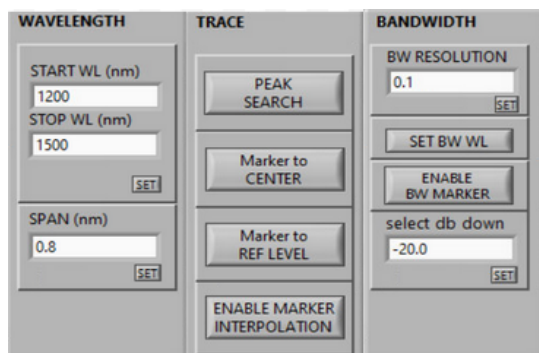 WAVELENGTH
START WL (nm)
1200
STOP WL (nm)
1500
SET
SPAN (nm)
0.8
SET
TRACE
PEAK
SEARCH
Marker to
CENTER
Marker to
REF LEVEL
ENABLE MARKER
INTERPOLATION
BANDWIDTH
BW RESOLUTION
0.1
SET
SET BW WL
ENABLE
BW MARKER
select db down
-20.0
SET